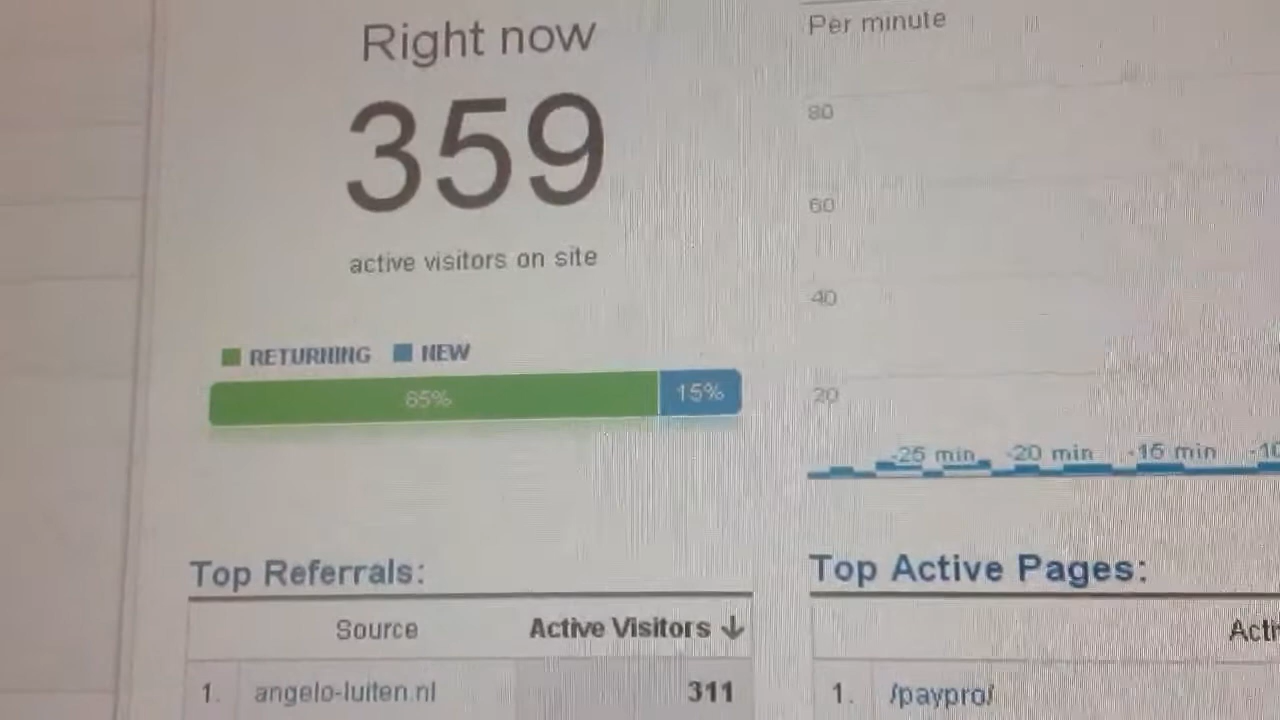 Right now
359
active visitors on site
RETURNING NEW
85% 15%
Per minute
80
60
40
20
-25 min -20 min -15 min
Top Referrals:
Source Active Visitors ↓
1. angelo-luiten.nl 311
Top Active Pages:
1. /paypro/